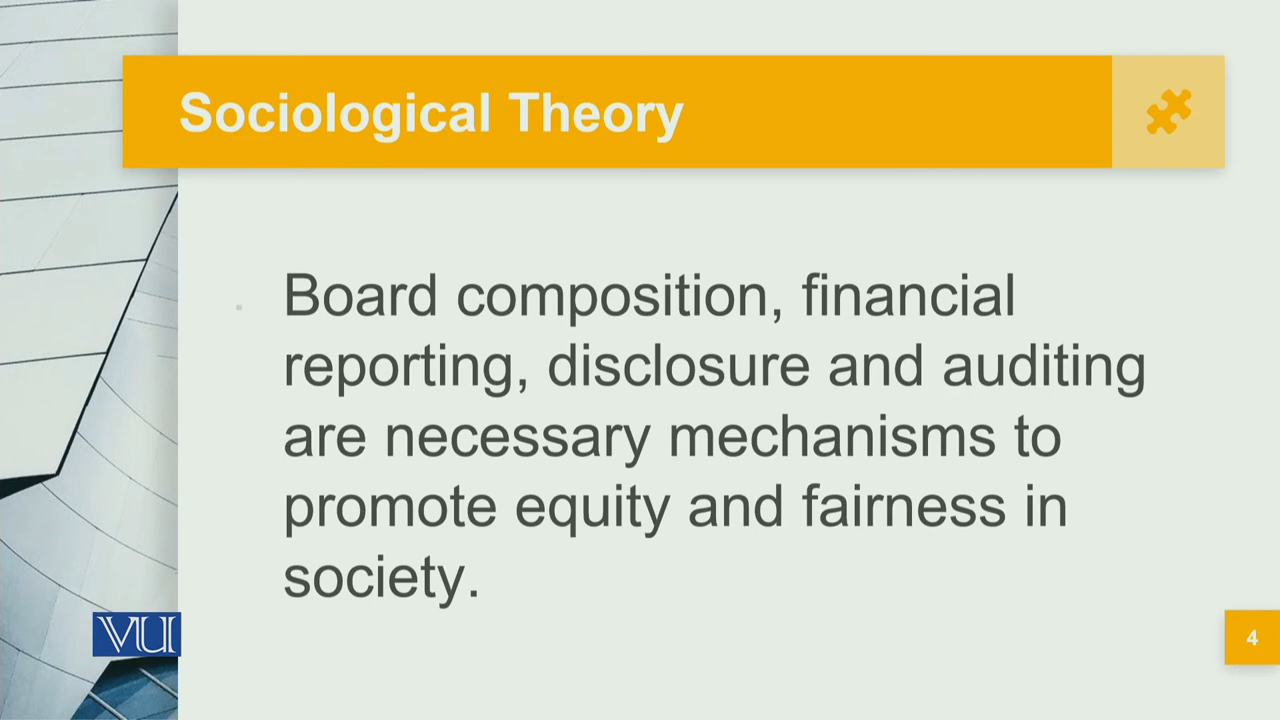 Sociological Theory
Board composition, financial
reporting, disclosure and auditing
are necessary mechanisms to
promote equity and fairness in
society.
VU
4